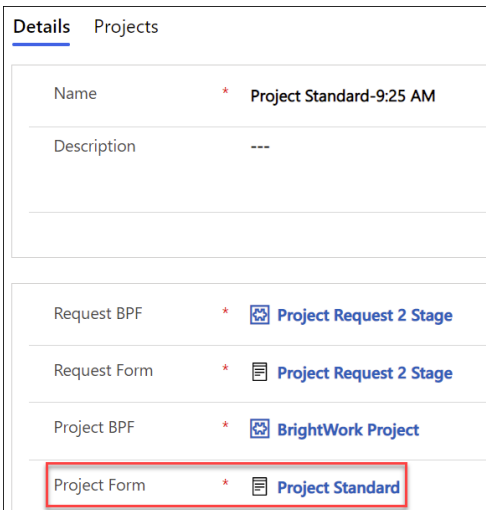 Details Projects
Name * Project Standard-9:25 AM
Description ---
Request BPF * Project Request 2 Stage
Request Form * Project Request 2 Stage
Project BPF * BrightWork Project
Project Form * Project Standard